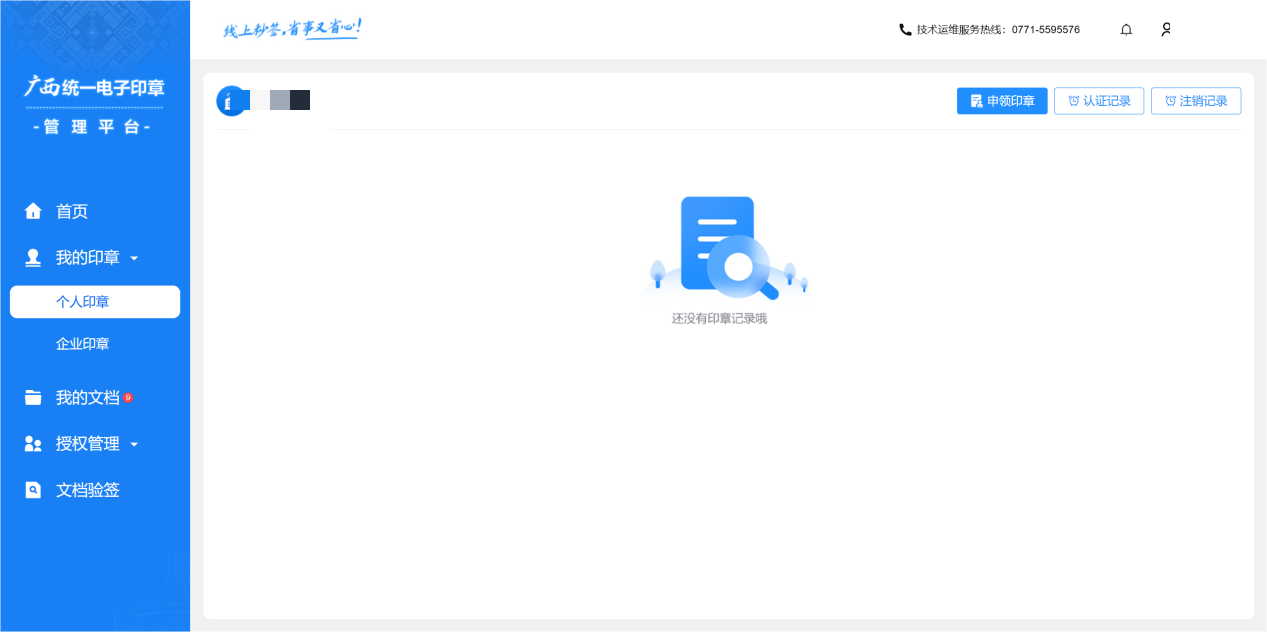 广西统一电子印章
-管理平台-
首页
我的印章
个人印章
企业印章
我的文档 9
授权管理
文档验签
线上秒签,省事又省心!
技术运维服务热线：0771-5595576
申领印章
认证记录
注销记录
还没有印章记录哦